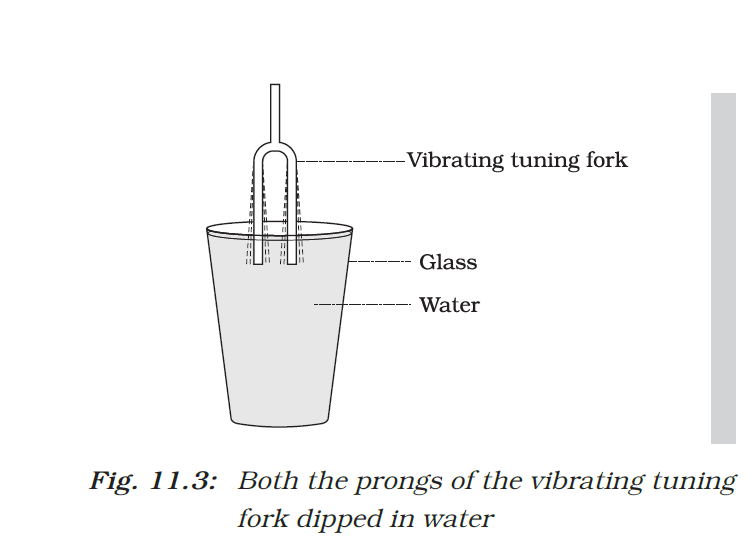 Vibrating tuning fork
Glass
Water
Fig. 11.3: Both the prongs of the vibrating tuning
fork dipped in water